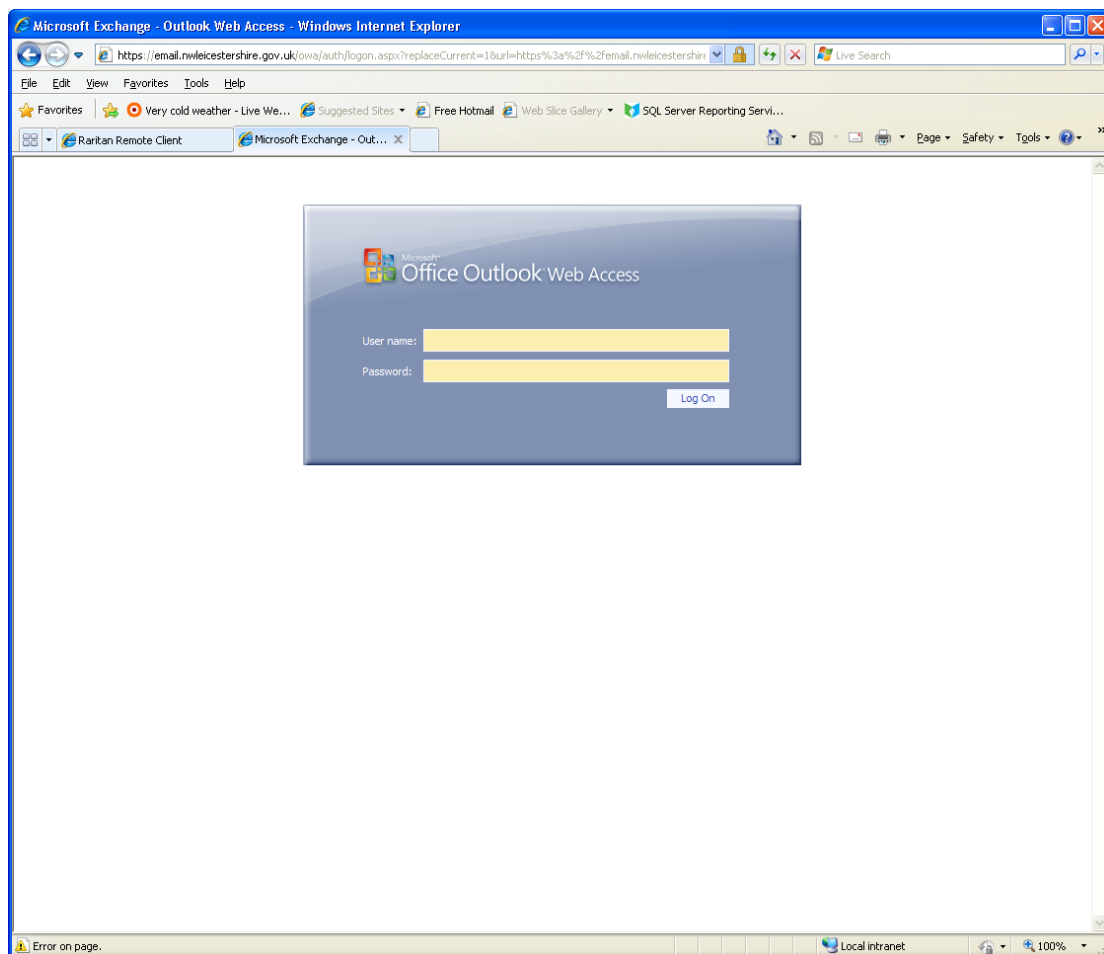 Microsoft Exchange - Outlook Web Access - Windows Internet Explorer
https://email.nwleicestershire.gov.uk/owa/auth/logon.aspx?replaceCurrent=1&url=https%3a%2f%2femail.nwleicestershir Live Search
File Edit View Favorites Tools Help
Favorites Very cold weather - Live We... Suggested Sites Free Hotmail Web Slice Gallery SQL Server Reporting Servi...
Raritan Remote Client Microsoft Exchange - Out... X Page Safety Tools »
Microsoft
Office Outlook Web Access
User name:
Password:
Log On
Error on page. Local intranet 100%